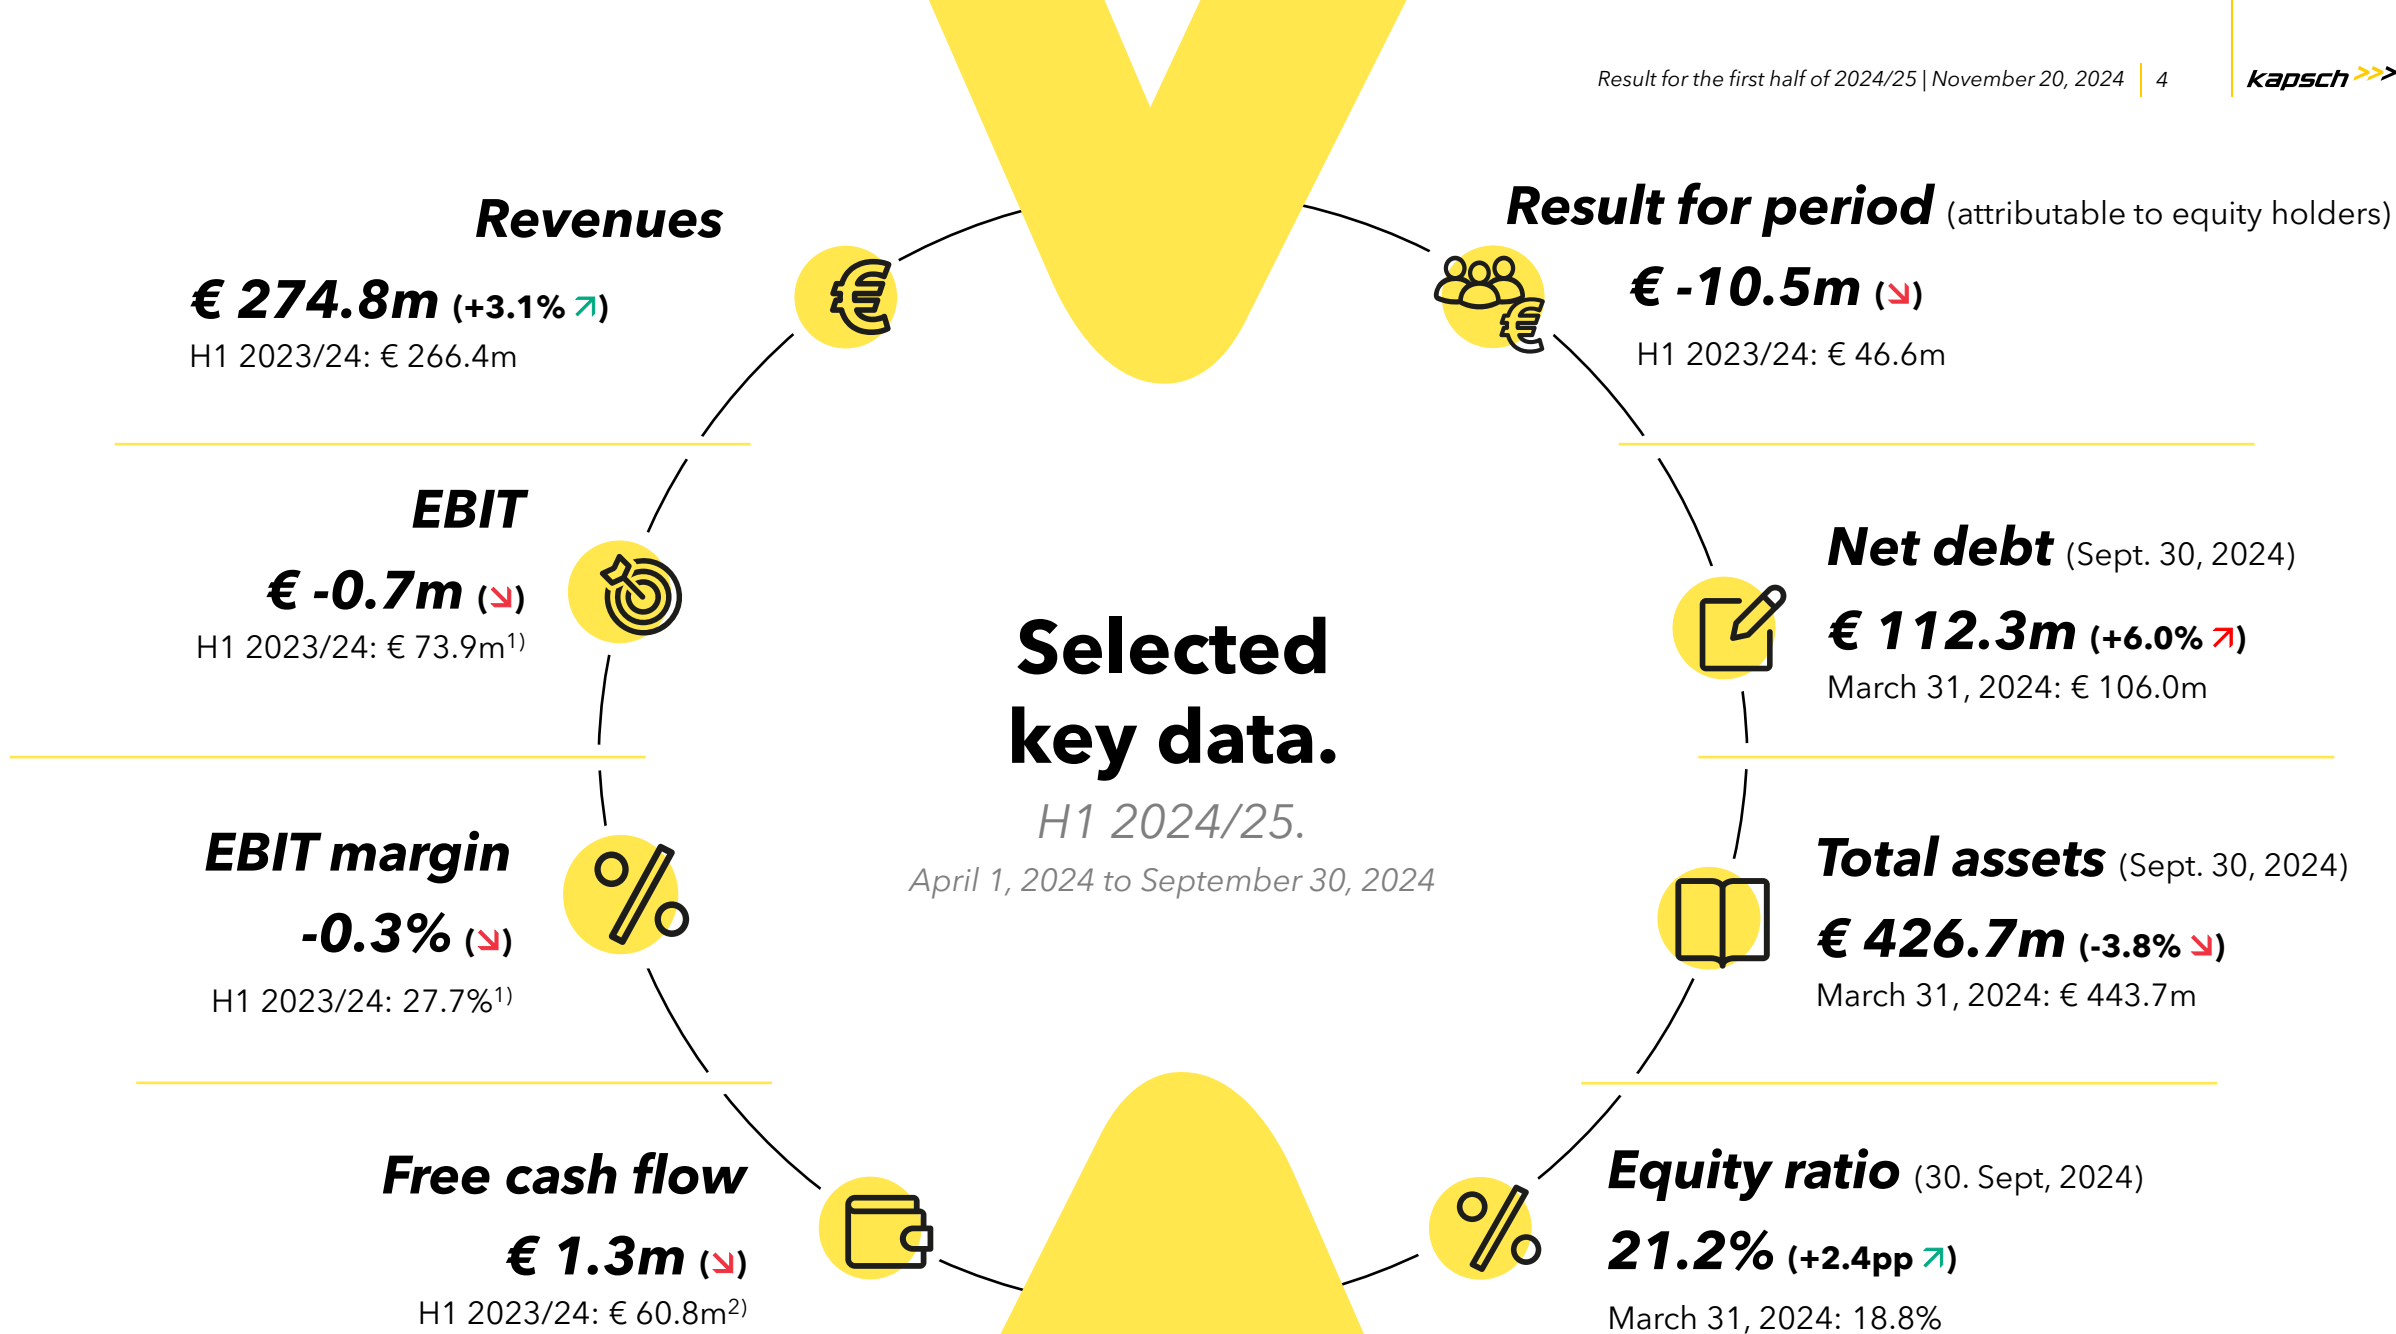 Result for the first half of 2024/25 | November 20, 2024 4
kapsch >>>
Revenues
€ 274.8m (+3.1% ↗)
H1 2023/24: € 266.4m
EBIT
€ -0.7m (↘)
H1 2023/24: € 73.9m1)
EBIT margin
-0.3% (↘)
H1 2023/24: 27.7%1)
Free cash flow
€ 1.3m (↘)
H1 2023/24: € 60.8m2)
Selected
key data.
H1 2024/25.
April 1, 2024 to September 30, 2024
Result for period (attributable to equity holders)
€ -10.5m (↘)
H1 2023/24: € 46.6m
Net debt (Sept. 30, 2024)
€ 112.3m (+6.0% ↗)
March 31, 2024: € 106.0m
Total assets (Sept. 30, 2024)
€ 426.7m (-3.8% ↘)
March 31, 2024: € 443.7m
Equity ratio (30. Sept, 2024)
21.2% (+2.4pp ↗)
March 31, 2024: 18.8%